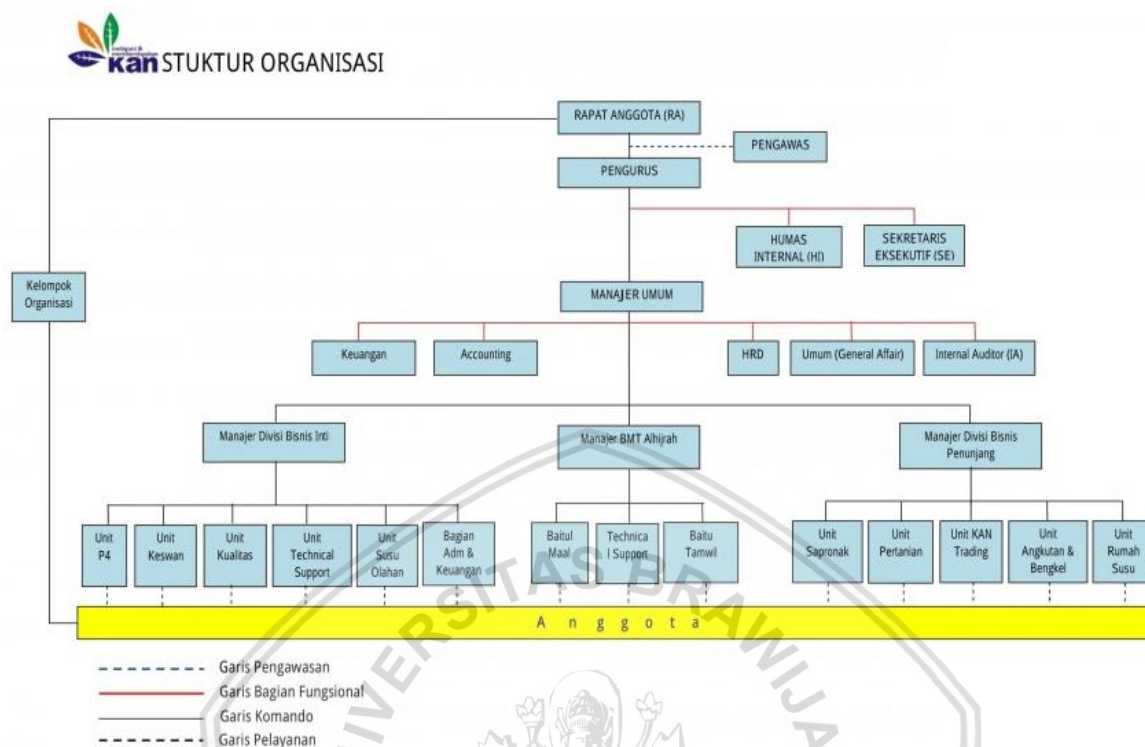 kan STUKTUR ORGANISASI
RAPAT ANGGOTA (RA)
PENGAWAS
PENGURUS
HUMAS
INTERNAL (HI)
SEKRETARIS
EKSEKUTIF (SE)
Kelompok
Organisasi
MANAJER UMUM
Keuangan
Accounting
HRD
Umum (General Affair)
Internal Auditor (IA)
Manajer Divisi Bisnis Inti
Manajer BMT Alhijrah
Manajer Divisi Bisnis
Penunjang
Unit
P4
Unit
Keswan
Unit
Kualitas
Unit
Technical
Support
Unit
Susu
Olahan
Bagian
Adm &
Keuangan
Baitul
Maal
Technica
l Support
Baitu
Tamwil
Unit
Sapronak
Unit
Pertanian
Unit KAN
Trading
Unit
Angkutan &
Bengkel
Unit
Rumah
Susu
A n g g o t a
Garis Pengawasan
Garis Bagian Fungsional
Garis Komando
Garis Pelayanan